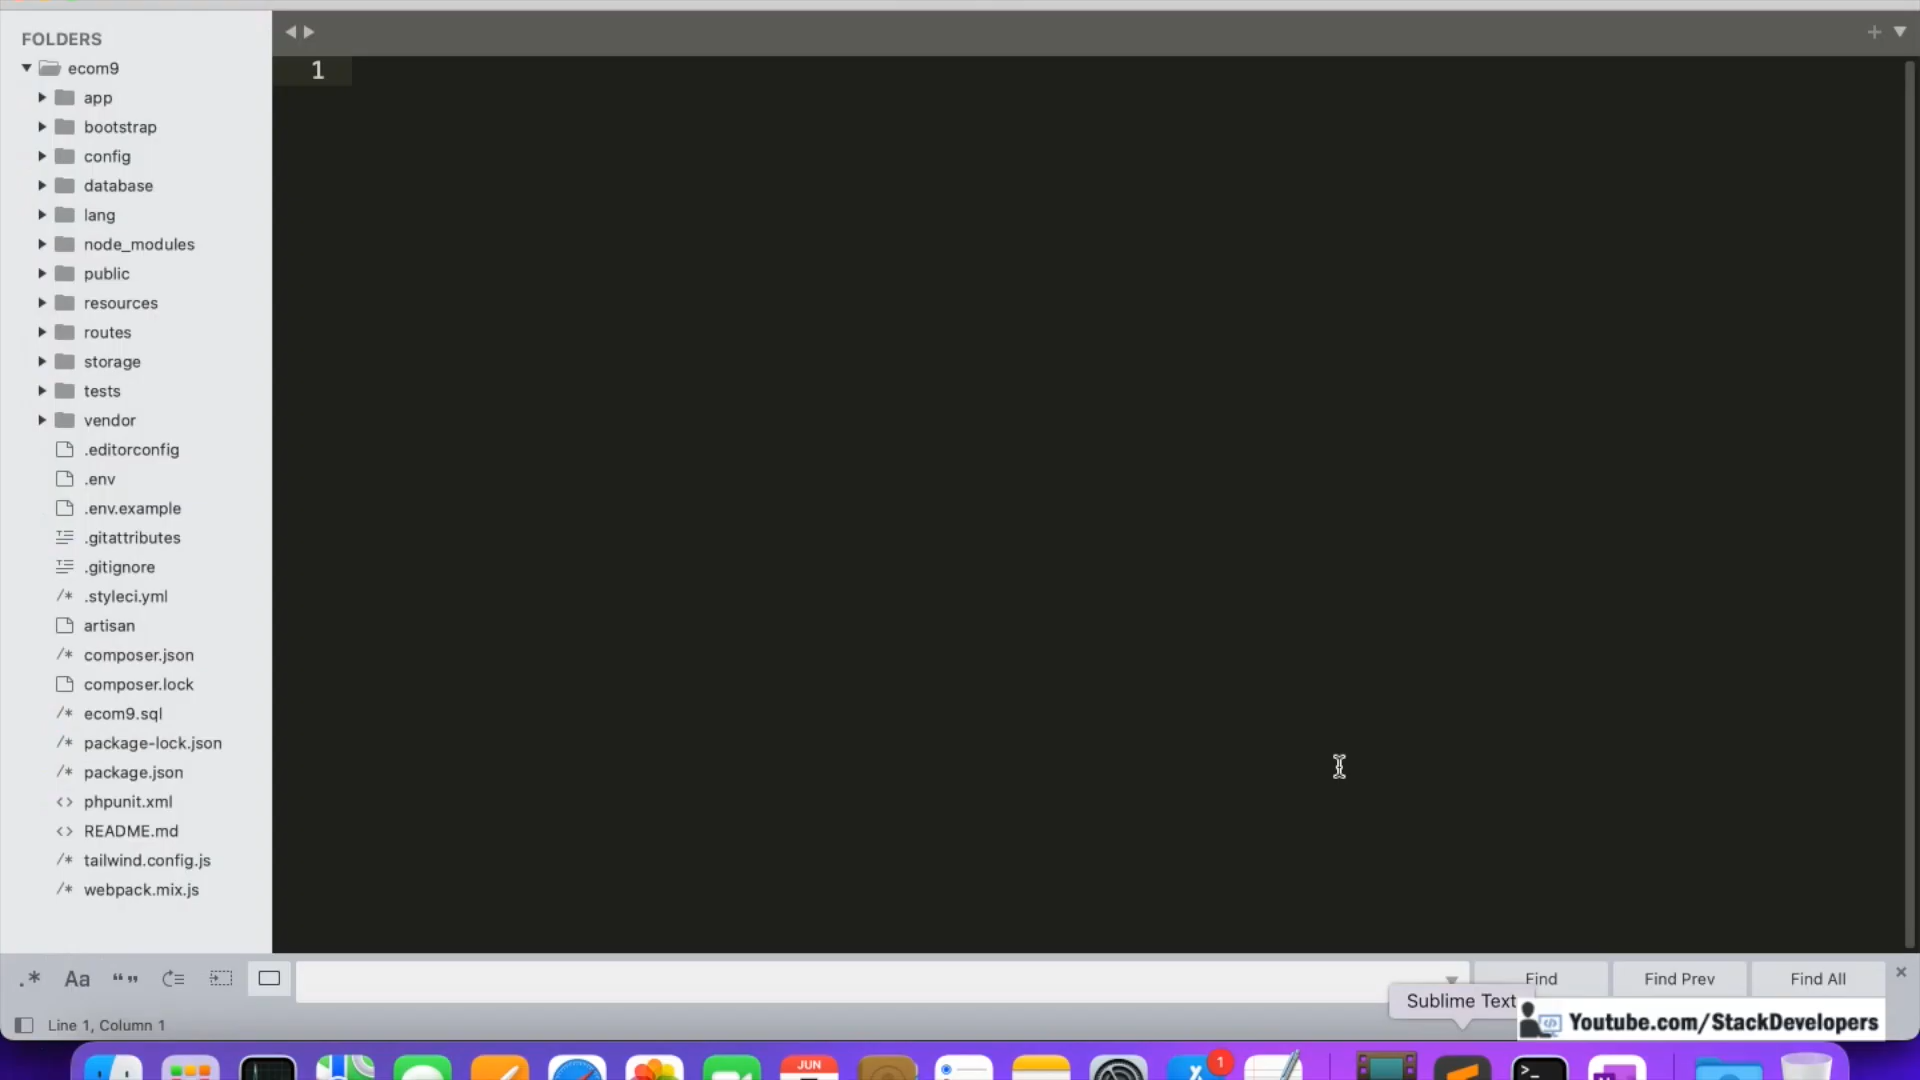 FOLDERS
ecom9
app
bootstrap
config
database
lang
node_modules
public
resources
routes
storage
tests
vendor
.editorconfig
.env
.env.example
.gitattributes
.gitignore
.styleci.yml
artisan
composer.json
composer.lock
ecom9.sql
package-lock.json
package.json
phpunit.xml
README.md
tailwind.config.js
webpack.mix.js
1
.* Aa “”
Find
Find Prev
Find All
Sublime Text
Youtube.com/StackDevelopers
Line 1, Column 1
JUN
1